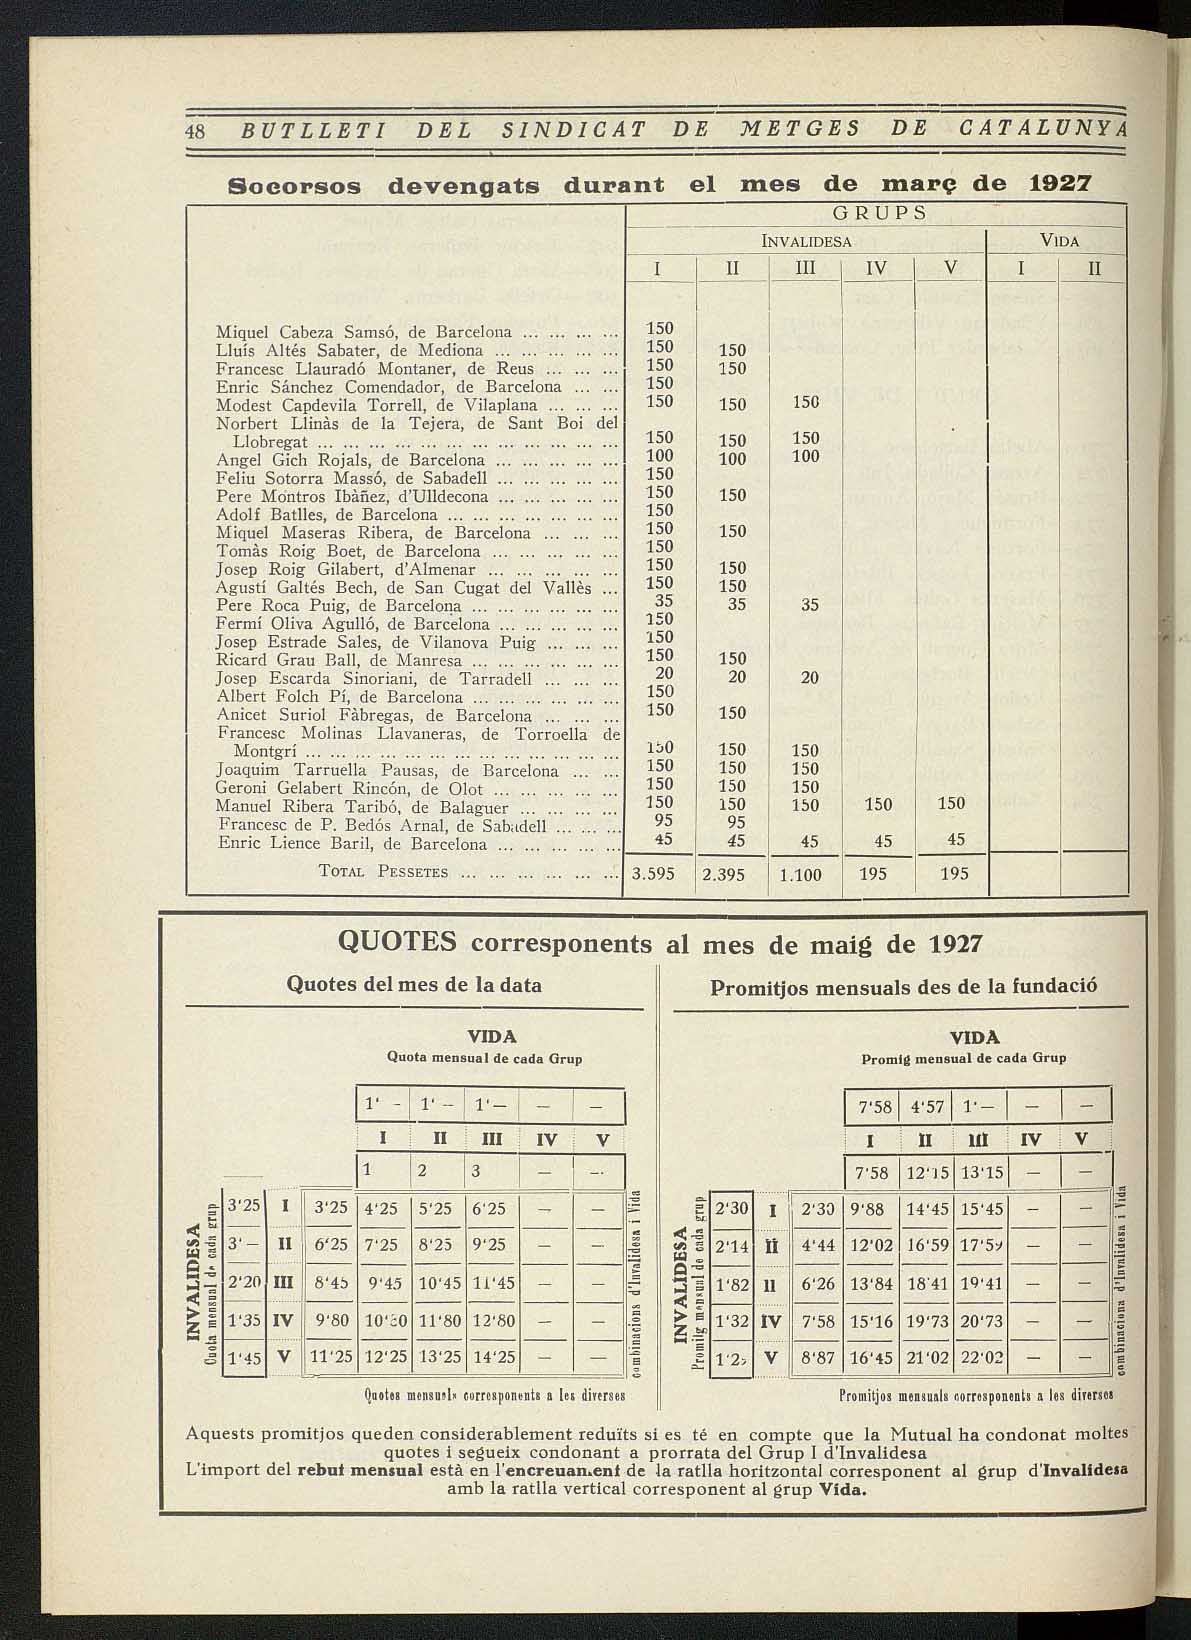 48 BUTLLETI DEL SINDICAT DE METGES DE CATALUNYA
Socorsos devengats durant el mes de març de 1927
GRUPS
INVALIDESA VIDA
I II III IV V I II
Miquel Cabeza Samsó, de Barcelona ... ... ... ... 150
Lluís Altés Sabater, de Mediona ... ... ... ... ... 150 150
Francesc Llauradó Montaner, de Reus ... ... ... 150 150
Enric Sánchez Comendador, de Barcelona ... ... 150
Modest Capdevila Torrell, de Vilaplana ... ... ... 150 150 150
Norbert Llinàs de la Tejera, de Sant Boi del
Llobregat ... ... ... ... ... ... ... ... ... ... ... ... 150 150 150
Angel Gich Rojals, de Barcelona ... ... ... ... ... 100 100 100
Feliu Sotorra Massó, de Sabadell ... ... ... ... ... 150
Pere Montros Ibàñez, d'Ulldecona ... ... ... ... ... 150 150
Adolf Batlles, de Barcelona ... ... ... ... ... ... ... 150
Miquel Maseras Ribera, de Barcelona ... ... ... 150 150
Tomàs Roig Boet, de Barcelona ... ... ... ... ... 150
Josep Roig Gilabert, d'Almenar ... ... ... ... ... 150 150
Agustí Galtés Bech, de San Cugat del Vallès ... 150 150
Pere Roca Puig, de Barcelona ... ... ... ... ... ... 35 35 35
Fermí Oliva Agulló, de Barcelona ... ... ... ... ... 150
Josep Estrade Sales, de Vilanova Puig ... ... ... 150
Ricard Grau Ball, de Manresa ... ... ... ... ... ... 150 150
Josep Escarda Sinoriani, de Tarradell ... ... ... 20 20 20
Albert Folch Pí, de Barcelona ... ... ... ... ... ... 150
Anicet Suriol Fàbregas, de Barcelona ... ... ... 150 150
Francesc Molinas Llavaneras, de Torroella de
Montgrí ... ... ... ... ... ... ... ... ... ... ... ... ... 150 150 150
Joaquim Tarruella Pausas, de Barcelona ... ... 150 150 150
Geroni Gelabert Rincón, de Olot ... ... ... ... ... 150 150 150
Manuel Ribera Taribó, de Balaguer ... ... ... ... 150 150 150 150 150
Francesc de P. Bedós Arnal, de Sabadell ... ... ... 95 95
Enric Lience Baril, de Barcelona ... ... ... ... ... 45 45 45 45 45
TOTAL PESSETES ... ... ... ... ... ... 3.595 2.395 1.100 195 195
QUOTES corresponents al mes de maig de 1927
Quotes del mes de la data
VIDA
Quota mensual de cada Grup
1' - 1' - 1' - - -
I II III IV V
1 2 3 - -
3'25 I 3'25 4'25 5'25 6'25 - -
3' - II 6'25 7'25 8'25 9'25 - -
2'20 III 8'45 9'45 10'45 11'45 - -
1'35 IV 9'80 11'80 12'80 - -
1'45 V 11'25 12'25 13'25 14'25 - -
INVALIDESA
Quota mensual de cada grup
combinacions d'Invalidesa i Vida
Quotes mensuals corresponents a les diverses
Promitjos mensuals des de la fundació
VIDA
Promig mensual de cada Grup
7'58 4'57 1' - - -
I II III IV V
7'58 12'15 13'15 - -
2'30 I 2'30 9'88 14'45 15'45 - -
2'14 II 4'44 12'02 16'59 17'59 - -
1'82 II 6'26 13'84 18'41 19'41 - -
1'32 IV 7'58 15'16 19'73 20'73 - -
V 8'87 16'45 21'02 22'02 - -
INVALIDESA
Promig mensual de cada grup
combinacions d'Invalidesa i Vida
Promitjos mensuals corresponents a les diverses
Aquests promitjos queden considerablement reduïts si es té en compte que la Mutual ha condonat moltes
quotes i segueix condonant a prorrata del Grup I d'Invalidesa
L'import del rebut mensual està en l'encreuament de la ratlla horitzontal corresponent al grup d'Invalidesa
amb la ratlla vertical corresponent al grup Vida.